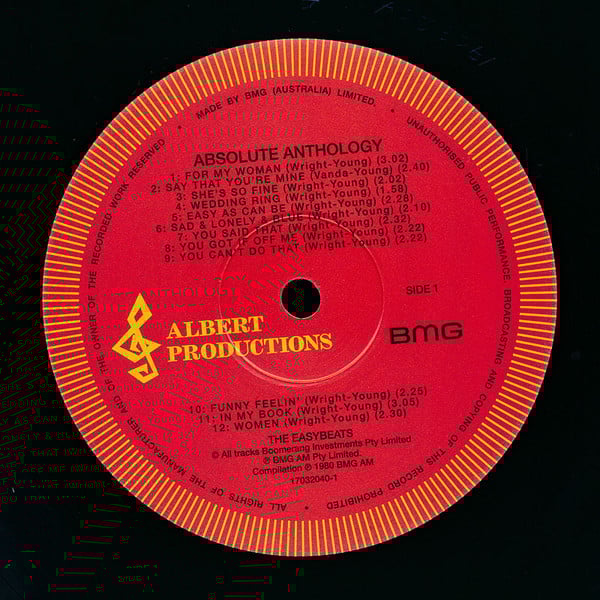 MADE BY BMG (AUSTRALIA) LIMITED. • UNAUTHORISED PUBLIC PERFORMANCE BROADCASTING AND COPYING OF THIS RECORD PROHIBITED • ALL RIGHTS OF THE MANUFACTURER AND OF THE OWNER OF THE RECORDED WORK RESERVED •
ABSOLUTE ANTHOLOGY
1: FOR MY WOMAN (Wright-Young) (3.02)
2: SAY THAT YOU'RE MINE (Vanda-Young) (2.40)
3: SHE'S SO FINE (Wright-Young) (2.02)
4: WEDDING RING (Wright-Young) (1.58
5: EASY AS CAN BE (Wright-Young) (2.28)
6: SAD & LONELY & BLUE (Wright-Young) (2.10)
7: YOU SAID THAT (Wright-Young) (2.32)
8: YOU GOT IT OFF ME (Wright-Young) (2.22)
9: YOU CAN'T DO THAT (Wright-Young) (2.22)
SIDE 1
ALBERT
PRODUCTIONS
BMG
10: FUNNY FEELIN' (Wright-Young) (2.25)
11: IN MY BOOK (Wright-Young) (3.05)
12: WOMEN (Wright-Young) (2.30)
THE EASYBEATS
© All tracks Boomerang Investments Pty Limited
℗ BMG AM Pty Limited.
Compilation ℗ 1980 BMG AM
17032040-1